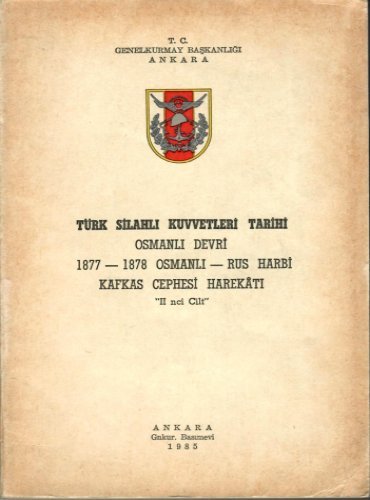 T. C.
GENELKURMAY BAŞKANLIĞI
ANKARA
TÜRK SİLAHLI KUVVETLERİ TARİHİ
OSMANLI DEVRİ
1877 — 1878 OSMANLI — RUS HARBİ
KAFKAS CEPHESİ HAREKÂTI
"II nci Cilt"
ANKARA
Gnkur. Basımevi
1985